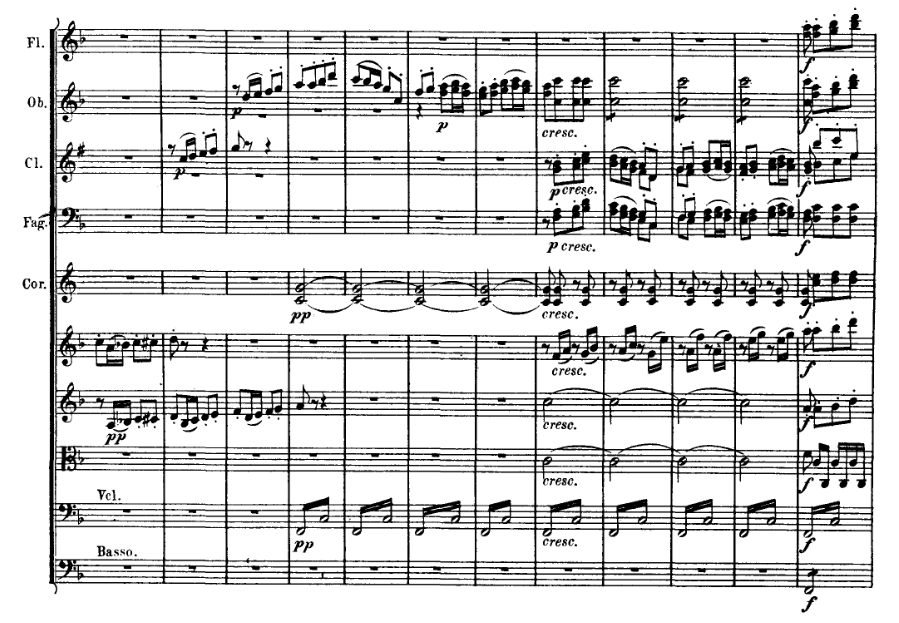 Fl.
f
Ob.
p
p
cresc.
f
Cl.
p
p cresc.
f
Fag.
p cresc.
f
Cor.
pp
cresc.
f
cresc.
f
pp
cresc.
f
cresc.
f
Vcl.
pp
cresc.
f
Basso.
f